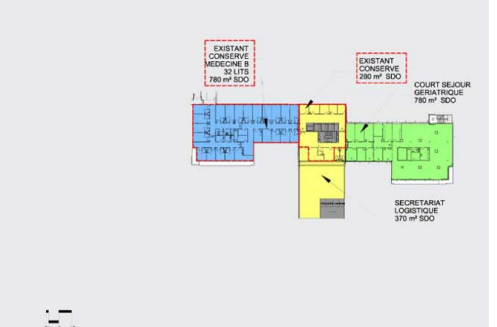 EXISTANT
CONSERVE
MEDECINE B
32 LITS
780 m² SDO
EXISTANT
CONSERVE
280 m² SDO
COURT SEJOUR
GERIATRIQUE
780 m² SDO
SECRETARIAT
LOGISTIQUE
370 m² SDO